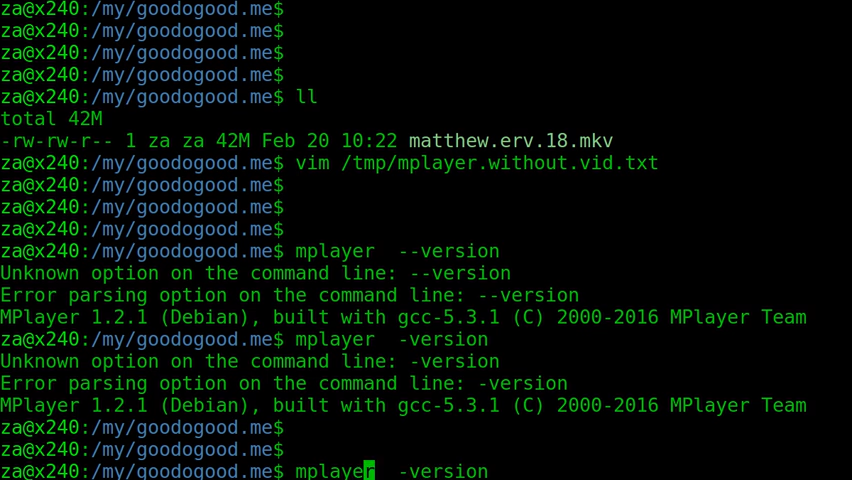 za@x240:/my/goodogood.me$
za@x240:/my/goodogood.me$
za@x240:/my/goodogood.me$
za@x240:/my/goodogood.me$
za@x240:/my/goodogood.me$ ll
total 42M
-rw-rw-r-- 1 za za 42M Feb 20 10:22 matthew.erv.18.mkv
za@x240:/my/goodogood.me$ vim /tmp/mplayer.without.vid.txt
za@x240:/my/goodogood.me$
za@x240:/my/goodogood.me$
za@x240:/my/goodogood.me$
za@x240:/my/goodogood.me$ mplayer  --version
Unknown option on the command line: --version
Error parsing option on the command line: --version
MPlayer 1.2.1 (Debian), built with gcc-5.3.1 (C) 2000-2016 MPlayer Team
za@x240:/my/goodogood.me$ mplayer  -version
Unknown option on the command line: -version
Error parsing option on the command line: -version
MPlayer 1.2.1 (Debian), built with gcc-5.3.1 (C) 2000-2016 MPlayer Team
za@x240:/my/goodogood.me$
za@x240:/my/goodogood.me$
za@x240:/my/goodogood.me$ mplayer  -version